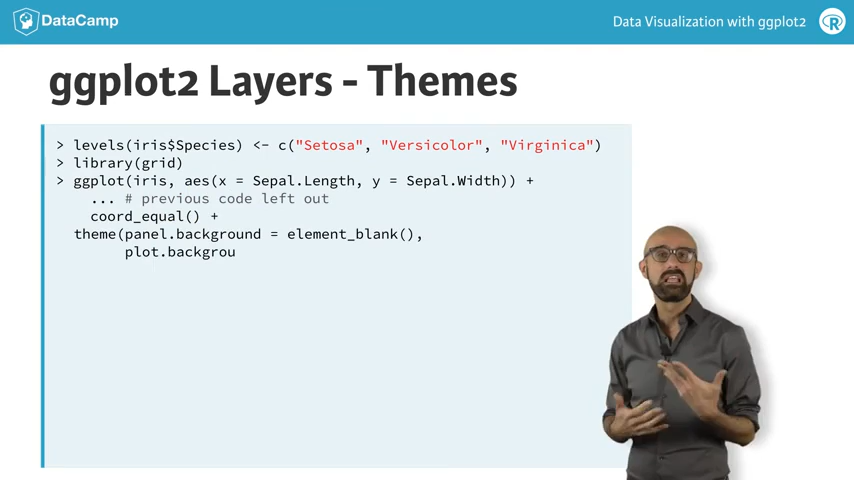 DataCamp
Data Visualization with ggplot2
R
ggplot2 Layers - Themes
> levels(iris$Species) <- c("Setosa", "Versicolor", "Virginica")
> library(grid)
> ggplot(iris, aes(x = Sepal.Length, y = Sepal.Width)) +
... # previous code left out
coord_equal() +
theme(panel.background = element_blank(),
plot.backgrou